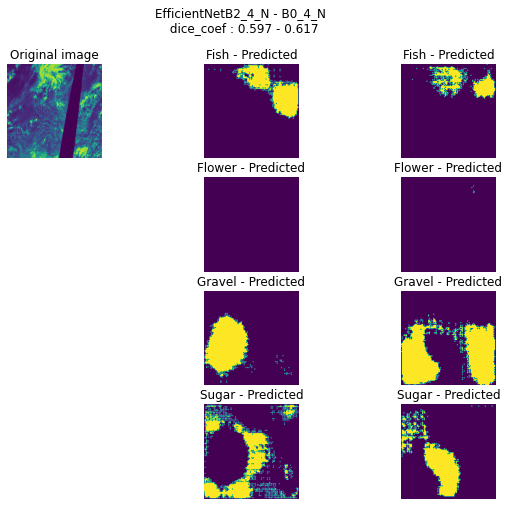 EfficientNetB2_4_N - B0_4_N
dice_coef : 0.597 - 0.617
Original image
Fish - Predicted
Fish - Predicted
Flower - Predicted
Flower - Predicted
Gravel - Predicted
Gravel - Predicted
Sugar - Predicted
Sugar - Predicted